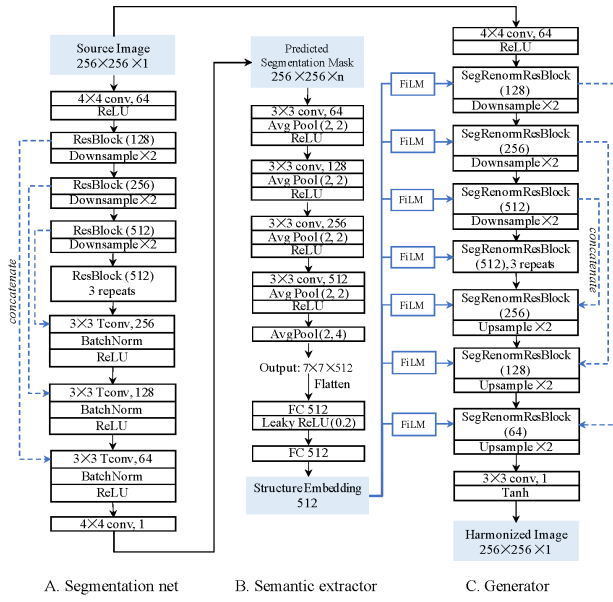 Source Image
256×256×1
4×4 conv, 64
ReLU
ResBlock (128)
Downsample×2
ResBlock (256)
Downsample×2
ResBlock (512)
Downsample×2
ResBlock (512)
3 repeats
3×3 Tconv, 256
BatchNorm
ReLU
3×3 Tconv, 128
BatchNorm
ReLU
3×3 Tconv, 64
BatchNorm
ReLU
4×4 conv, 1
concatenate
A. Segmentation net
Predicted
Segmentation Mask
256×256×n
3×3 conv, 64
Avg Pool (2, 2)
ReLU
3×3 conv, 128
Avg Pool (2, 2)
ReLU
3×3 conv, 256
Avg Pool (2, 2)
ReLU
3×3 conv, 512
Avg Pool (2, 2)
ReLU
AvgPool (2, 4)
Output: 7×7×512
Flatten
FC 512
Leaky ReLU (0.2)
FC 512
Structure Embedding
512
B. Semantic extractor
FiLM
FiLM
FiLM
FiLM
FiLM
FiLM
FiLM
4×4 conv, 64
ReLU
SegRenormResBlock
(128)
Downsample×2
SegRenormResBlock
(256)
Downsample×2
SegRenormResBlock
(512)
Downsample×2
SegRenormResBlock
(512), 3 repeats
SegRenormResBlock
(256)
Upsample ×2
SegRenormResBlock
(128)
Upsample ×2
SegRenormResBlock
(64)
Upsample ×2
3×3 conv, 1
Tanh
Harmonized Image
256×256×1
concatenate
C. Generator